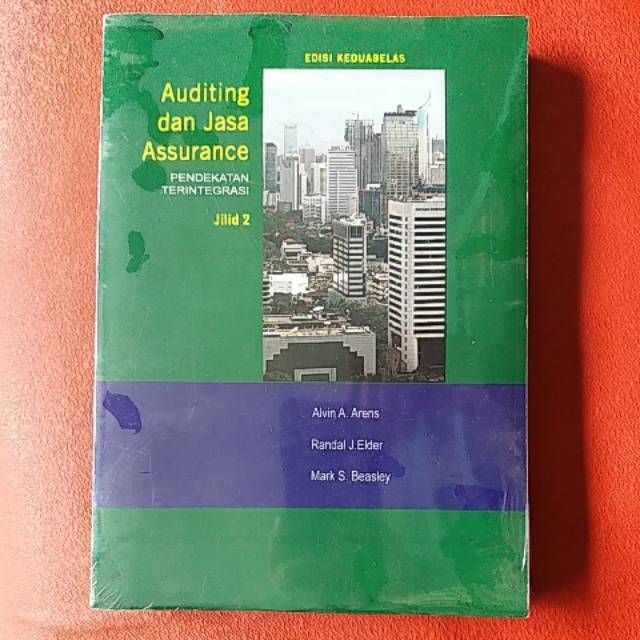 EDISI KEDUABELAS
Auditing
dan Jasa
Assurance
PENDEKATAN
TERINTEGRASI
Jilid 2
Alvin A. Arens
Randal J.Elder
Mark S. Beasley